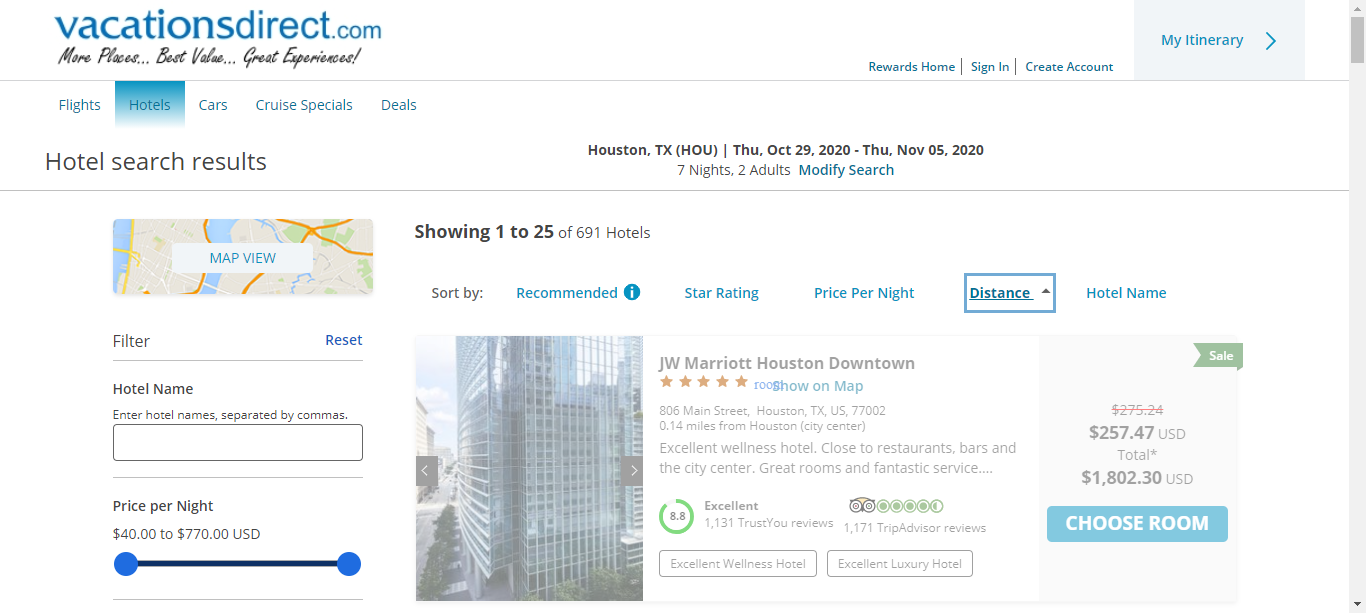 vacationsdirect.com
More Places... Best Value... Great Experiences!
My Itinerary
Rewards Home
Sign In
Create Account
Flights
Hotels
Cars
Cruise Specials
Deals
Hotel search results
Houston, TX (HOU) | Thu, Oct 29, 2020 - Thu, Nov 05, 2020
7 Nights, 2 Adults Modify Search
MAP VIEW
Showing 1 to 25 of 691 Hotels
Sort by:
Recommended
Star Rating
Price Per Night
Distance
Hotel Name
Filter
Reset
Hotel Name
Enter hotel names, separated by commas.
Price per Night
$40.00 to $770.00 USD
JW Marriott Houston Downtown
room
Show on Map
806 Main Street, Houston, TX, US, 77002
0.14 miles from Houston (city center)
Excellent wellness hotel. Close to restaurants, bars and
the city center. Great rooms and fantastic service....
8.8
Excellent
1,131 TrustYou reviews
1,171 TripAdvisor reviews
Excellent Wellness Hotel
Excellent Luxury Hotel
Sale
$275.24
$257.47 USD
Total*
$1,802.30 USD
CHOOSE ROOM